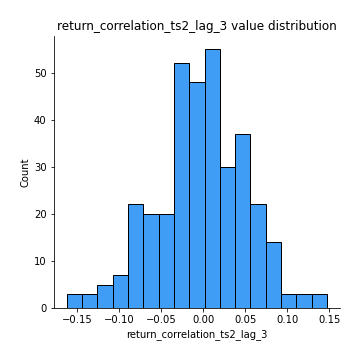 return_correlation_ts2_lag_3 value distribution
Count
50
40
30
20
10
0
−0.15 −0.10 −0.05 0.00 0.05 0.10 0.15
return_correlation_ts2_lag_3